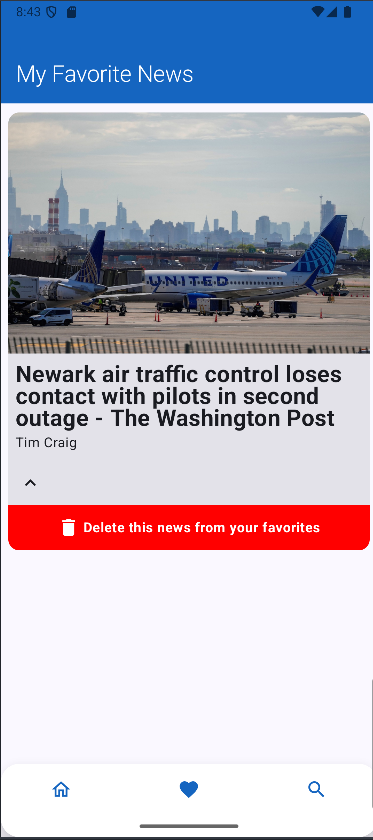 8:43
My Favorite News
UNITED
Newark air traffic control loses
contact with pilots in second
outage - The Washington Post
Tim Craig
Delete this news from your favorites